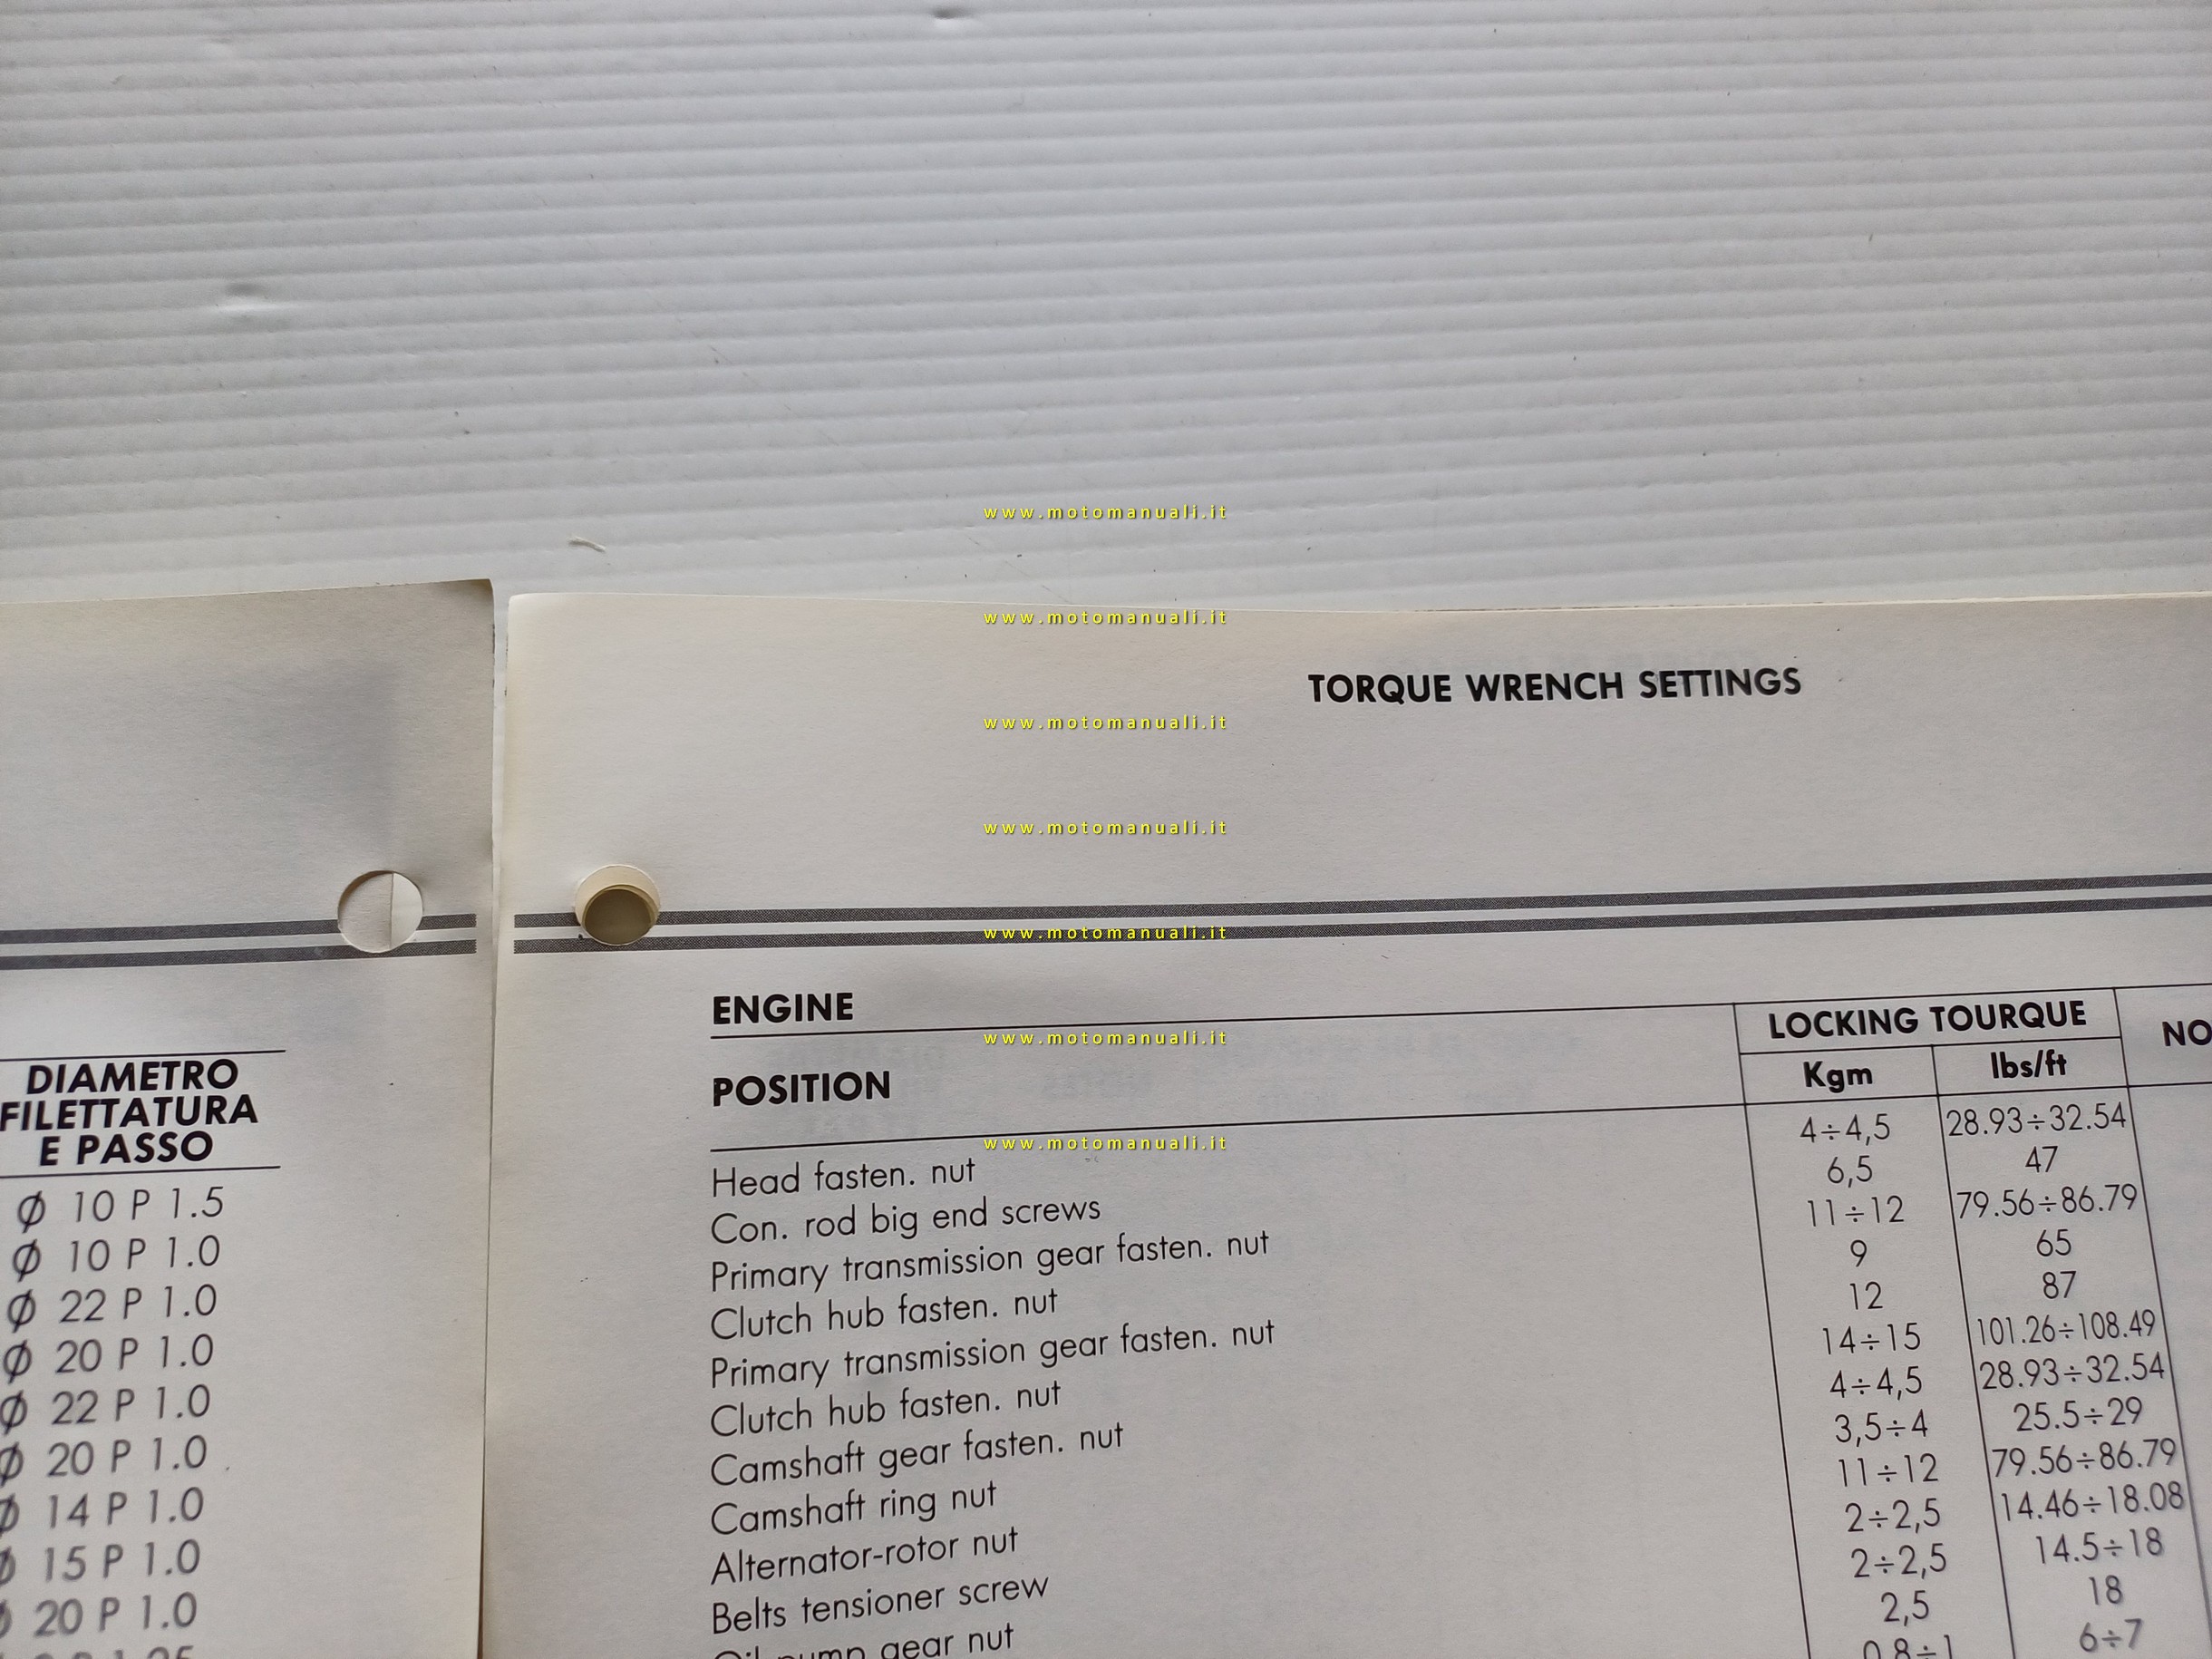 www.motomanuali.it
www.motomanuali.it
TORQUE WRENCH SETTINGS
www.motomanuali.it
www.motomanuali.it
www.motomanuali.it
DIAMETRO
FILETTATURA
E PASSO
Ø 10 P 1.5
Ø 10 P 1.0
Ø 22 P 1.0
Ø 20 P 1.0
Ø 22 P 1.0
Ø 20 P 1.0
Ø 14 P 1.0
Ø 15 P 1.0
Ø 20 P 1.0
ENGINE
LOCKING TOURQUE
www.motomanuali.it
POSITION
Kgm lbs/ft
www.motomanuali.it
Head fasten. nut 4÷4,5 28.93÷32.54
Con. rod big end screws 6,5 47
Primary transmission gear fasten. nut 11÷12 79.56÷86.79
Clutch hub fasten. nut 9 65
Primary transmission gear fasten. nut 12 87
Clutch hub fasten. nut 14÷15 101.26÷108.49
Camshaft gear fasten. nut 4÷4,5 28.93÷32.54
Camshaft ring nut 3,5÷4 25.5÷29
Alternator-rotor nut 11÷12 79.56÷86.79
Belts tensioner screw 2÷2,5 14.46÷18.08
gear nut 2÷2,5 14.5÷18
2,5 18
0,8÷1 6÷7